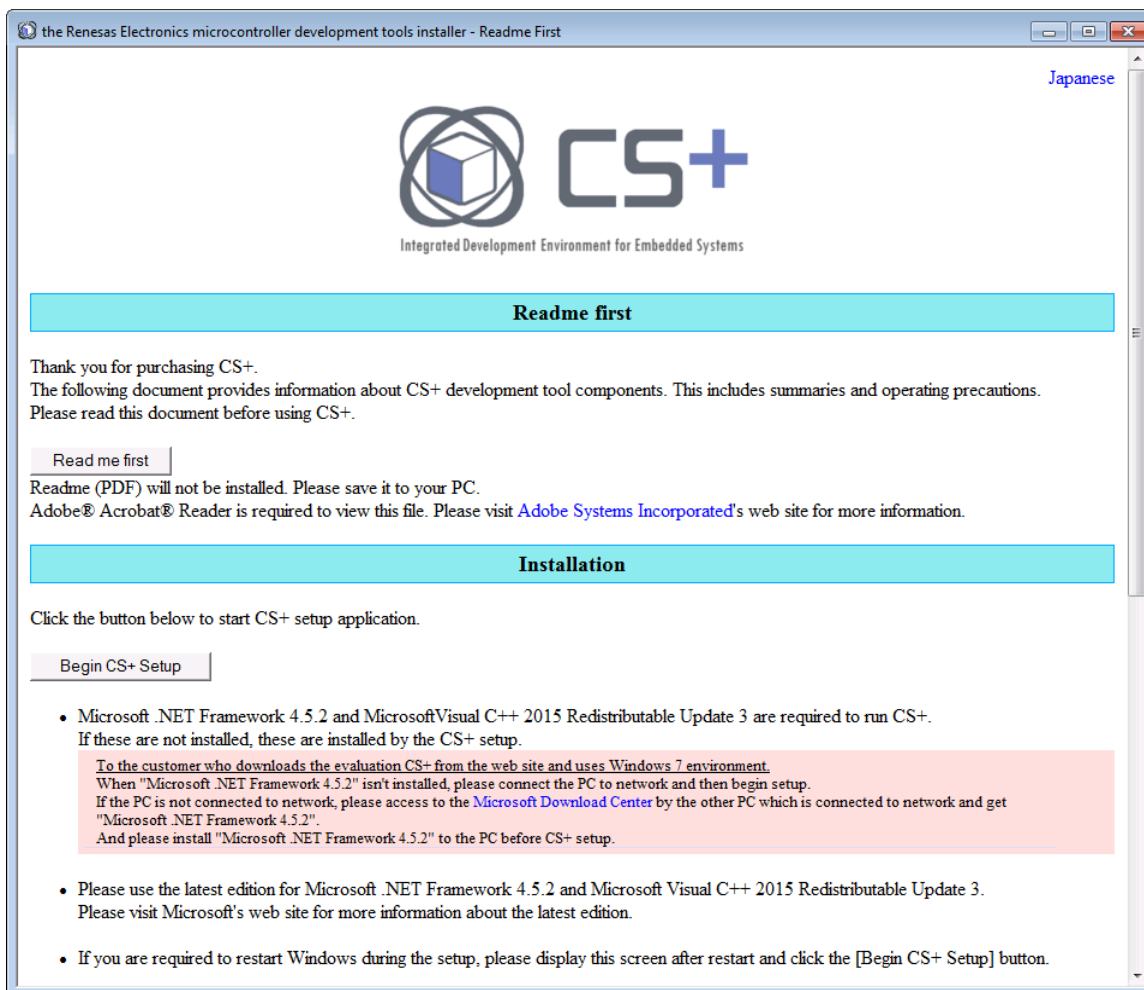 the Renesas Electronics microcontroller development tools installer - Readme First
Japanese
CS+
Integrated Development Environment for Embedded Systems
Readme first
Thank you for purchasing CS+.
The following document provides information about CS+ development tool components. This includes summaries and operating precautions.
Please read this document before using CS+.
Read me first
Readme (PDF) will not be installed. Please save it to your PC.
Adobe® Acrobat® Reader is required to view this file. Please visit Adobe Systems Incorporated's web site for more information.
Installation
Click the button below to start CS+ setup application.
Begin CS+ Setup
• Microsoft .NET Framework 4.5.2 and MicrosoftVisual C++ 2015 Redistributable Update 3 are required to run CS+.
If these are not installed, these are installed by the CS+ setup.
To the customer who downloads the evaluation CS+ from the web site and uses Windows 7 environment.
When "Microsoft .NET Framework 4.5.2" isn't installed, please connect the PC to network and then begin setup.
If the PC is not connected to network, please access to the Microsoft Download Center by the other PC which is connected to network and get
"Microsoft .NET Framework 4.5.2".
And please install "Microsoft .NET Framework 4.5.2" to the PC before CS+ setup.
• Please use the latest edition for Microsoft .NET Framework 4.5.2 and Microsoft Visual C++ 2015 Redistributable Update 3.
Please visit Microsoft's web site for more information about the latest edition.
• If you are required to restart Windows during the setup, please display this screen after restart and click the [Begin CS+ Setup] button.